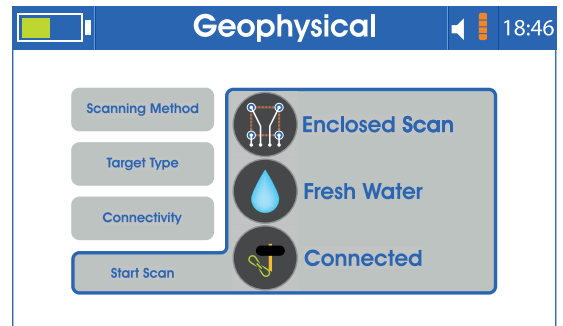 Geophysical
18:46
Scanning Method
Enclosed Scan
Target Type
Fresh Water
Connectivity
Connected
Start Scan